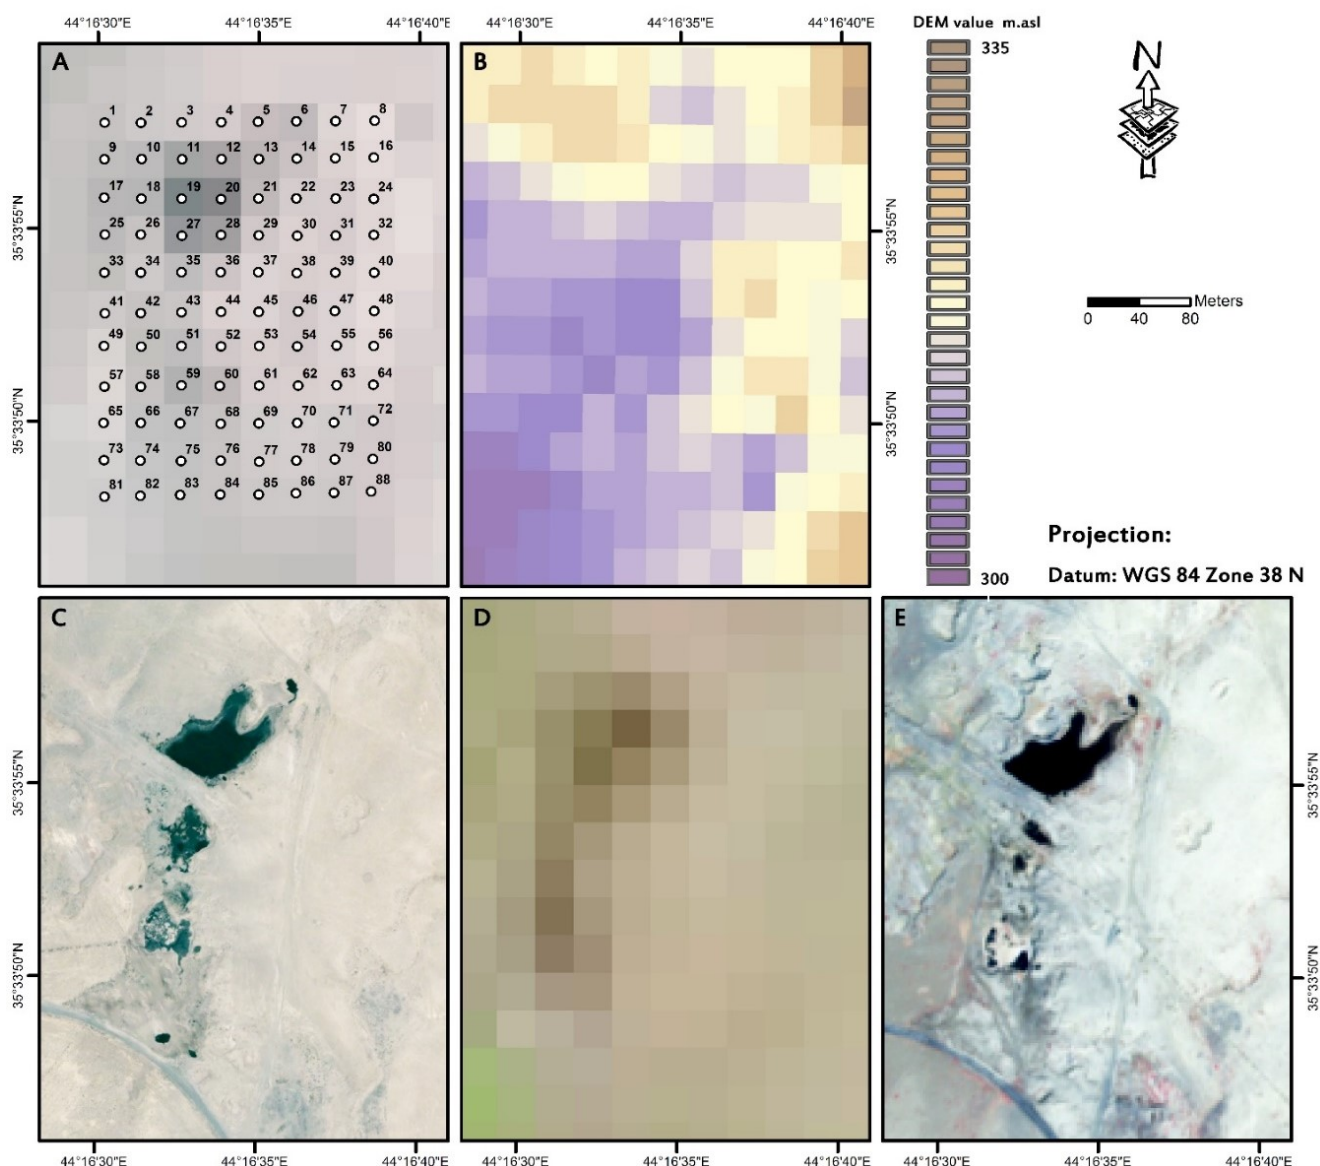 44°16'30"E 44°16'35"E 44°16'40"E
44°16'30"E 44°16'35"E 44°16'40"E
DEM value m.asl
A
B
335
N
1 2 3 4 5 6 7 8
9 10 11 12 13 14 15 16
17 18 19 20 21 22 23 24
25 26 27 28 29 30 31 32
33 34 35 36 37 38 39 40
41 42 43 44 45 46 47 48
49 50 51 52 53 54 55 56
57 58 59 60 61 62 63 64
65 66 67 68 69 70 71 72
73 74 75 76 77 78 79 80
81 82 83 84 85 86 87 88
35°33'55"N
35°33'50"N
35°33'55"N
35°33'50"N
Meters
0 40 80
Projection:
300
Datum: WGS 84 Zone 38 N
C
D
E
35°33'55"N
35°33'50"N
35°33'55"N
35°33'50"N
44°16'30"E 44°16'35"E 44°16'40"E
44°16'30"E 44°16'35"E 44°16'40"E
44°16'30"E 44°16'35"E 44°16'40"E